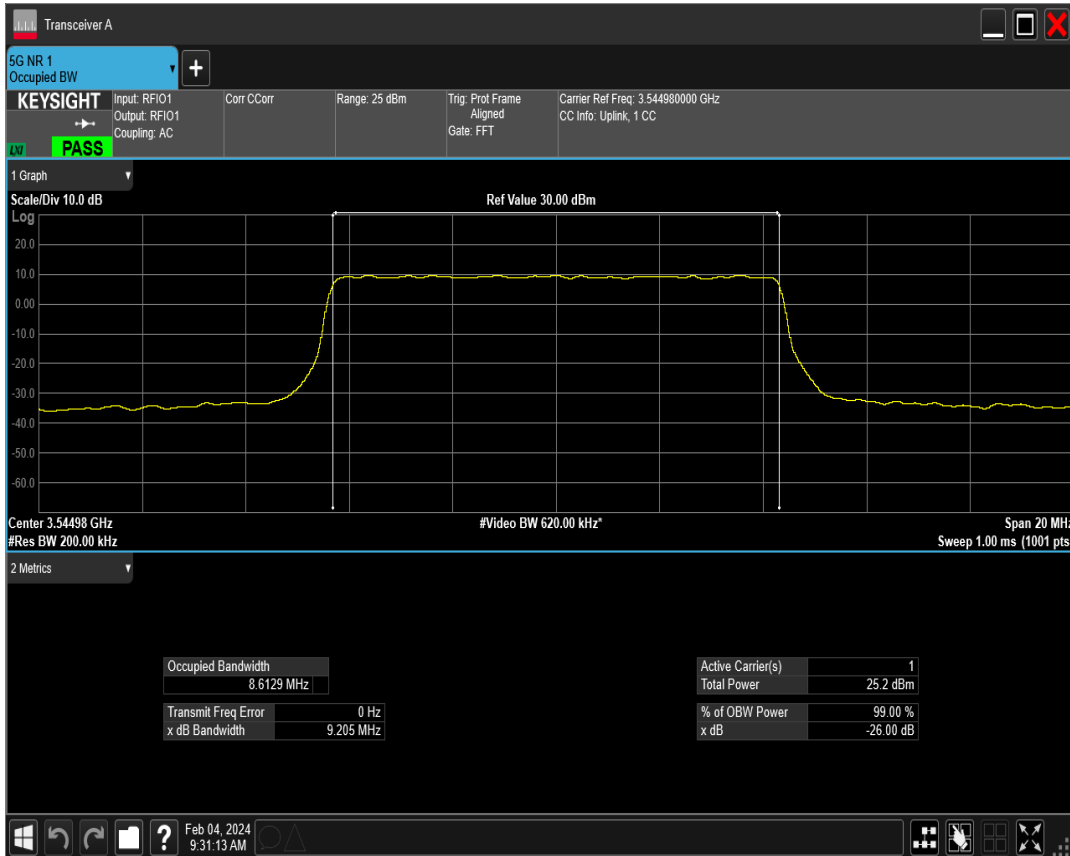 Transceiver A
5G NR 1
Occupied BW
+
KEYSIGHT
LXI
PASS
Input: RFIO1
Output: RFIO1
Coupling: AC
Corr CCorr
Range: 25 dBm
Trig: Prot Frame
Aligned
Gate: FFT
Carrier Ref Freq: 3.544980000 GHz
CC Info: Uplink, 1 CC
1 Graph
Scale/Div 10.0 dB
Ref Value 30.00 dBm
Log
20.0
10.0
0.00
-10.0
-20.0
-30.0
-40.0
-50.0
-60.0
Center 3.54498 GHz
#Video BW 620.00 kHz*
Span 20 MHz
#Res BW 200.00 kHz
Sweep 1.00 ms (1001 pts
2 Metrics
Occupied Bandwidth
8.6129 MHz
Transmit Freq Error 0 Hz
x dB Bandwidth 9.205 MHz
Active Carrier(s) 1
Total Power 25.2 dBm
% of OBW Power 99.00 %
x dB -26.00 dB
?
Feb 04, 2024
9:31:13 AM